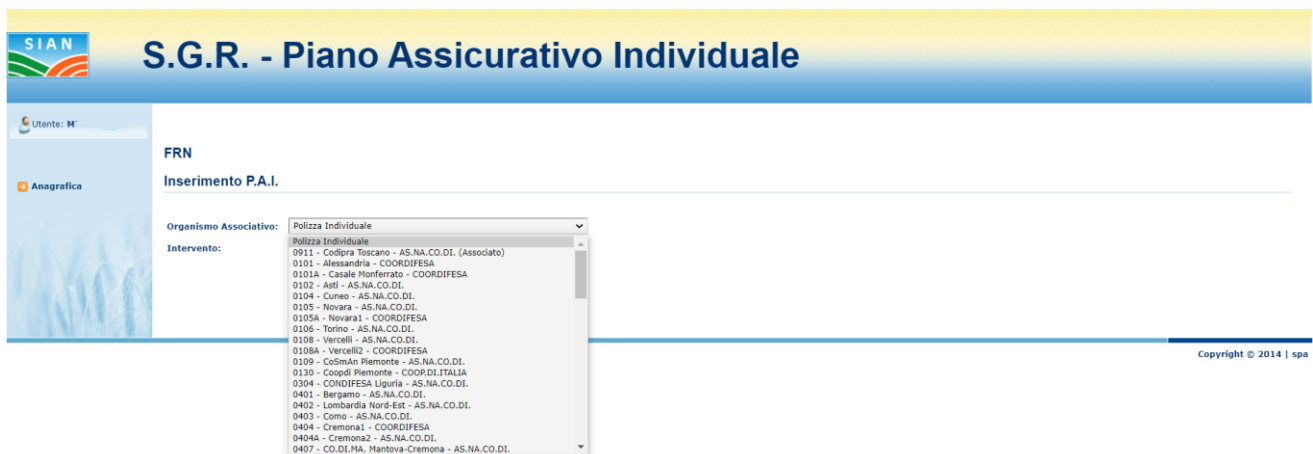 SIAN
S.G.R. - Piano Assicurativo Individuale
Utente: M
FRN
Inserimento P.A.I.
Anagrafica
Organismo Associativo: Polizza Individuale
Intervento:
Polizza Individuale
0911 - Codipra Toscano - AS.NA.CO.DI. (Associato)
0101 - Alessandria - COORDIFESA
0101A - Casale Monferrato - COORDIFESA
0102 - Asti - AS.NA.CO.DI.
0104 - Cuneo - AS.NA.CO.DI.
0105 - Novara - AS.NA.CO.DI.
0105A - Novara1 - COORDIFESA
0106 - Torino - AS.NA.CO.DI.
0108 - Vercelli - AS.NA.CO.DI.
0108A - Vercelli2 - COORDIFESA
0109 - CoSmAn Piemonte - AS.NA.CO.DI.
0130 - Coopdi Piemonte - COOP.DI.ITALIA
0304 - CONDIFESA Liguria - AS.NA.CO.DI.
0401 - Bergamo - AS.NA.CO.DI.
0402 - Lombardia Nord-Est - AS.NA.CO.DI.
0403 - Como - AS.NA.CO.DI.
0404 - Cremona1 - COORDIFESA
0404A - Cremona2 - AS.NA.CO.DI.
0407 - CO.DI.MA. Mantova-Cremona - AS.NA.CO.DI.
Copyright © 2014 | spa